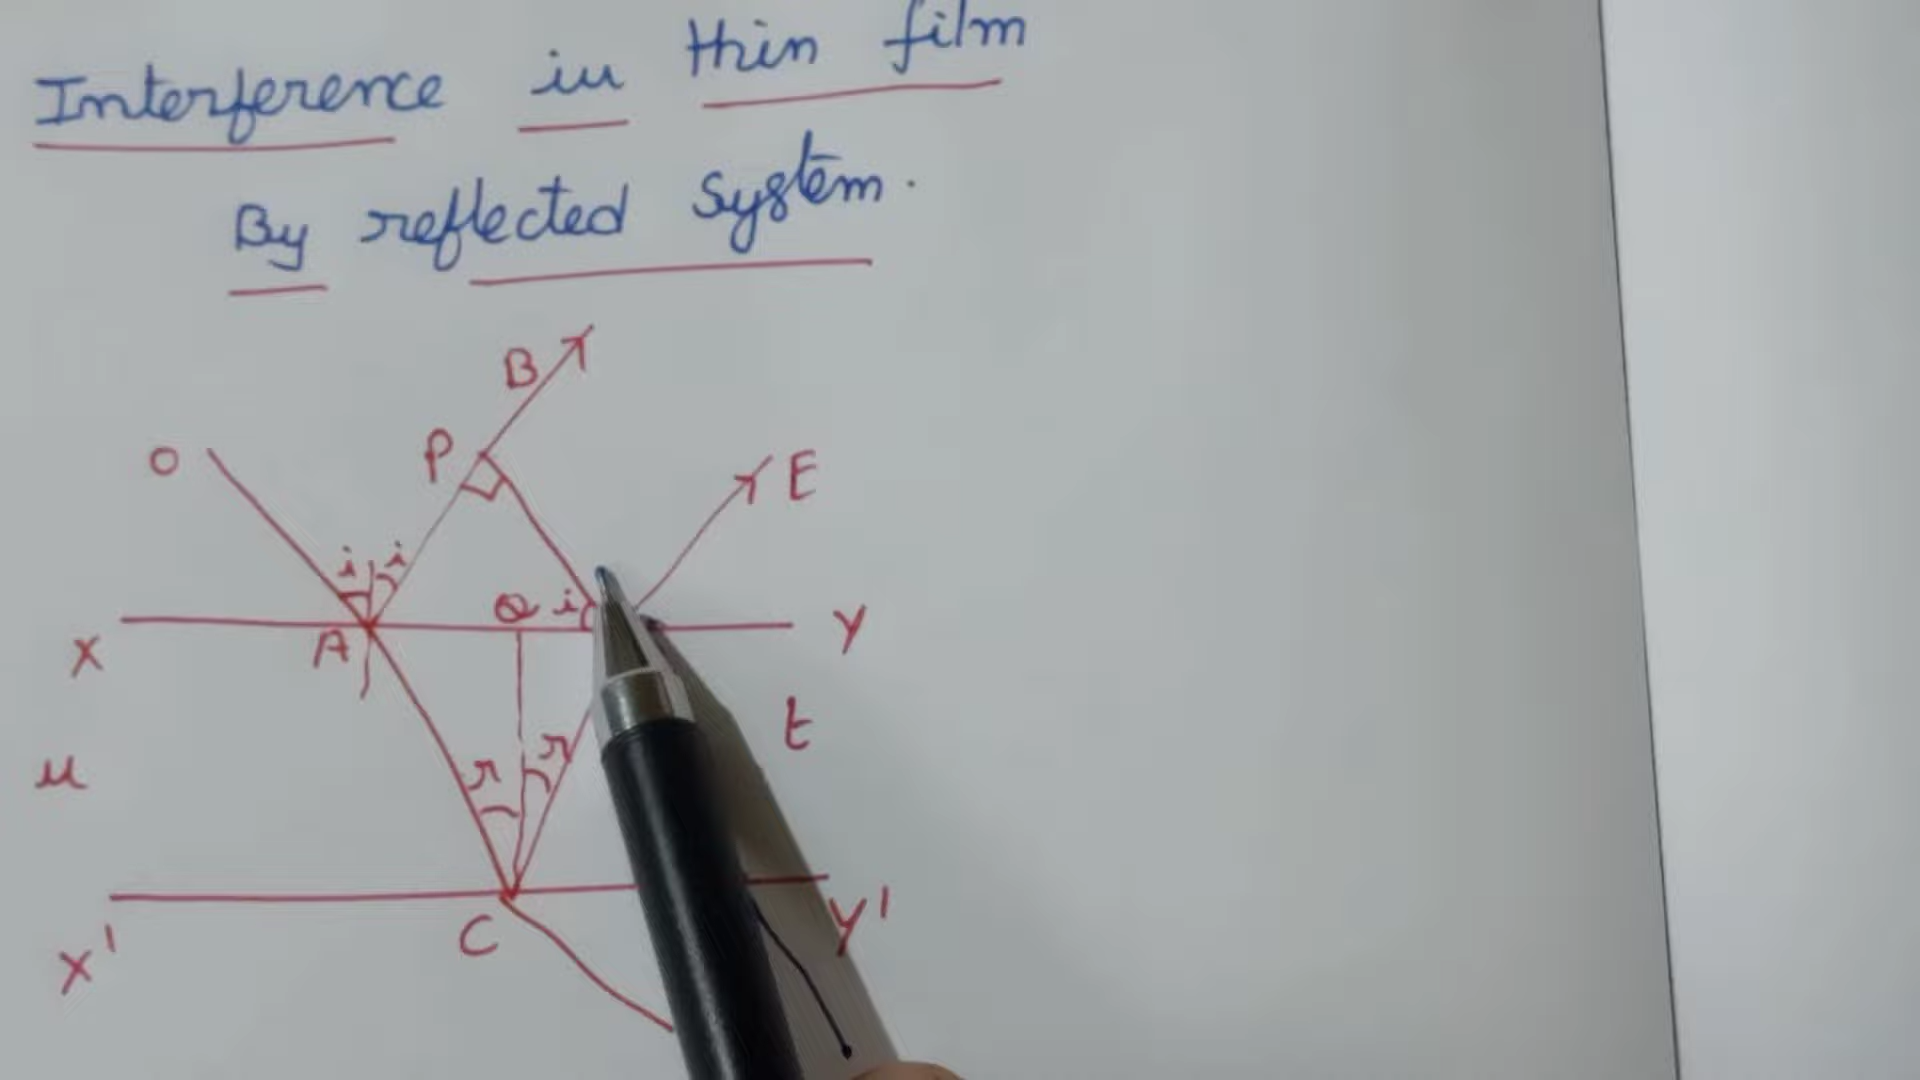 Interference in thin film
By reflected system.
B
P
O
E
i i
Q i
X A Y
t
r
r
μ
C
X' Y'